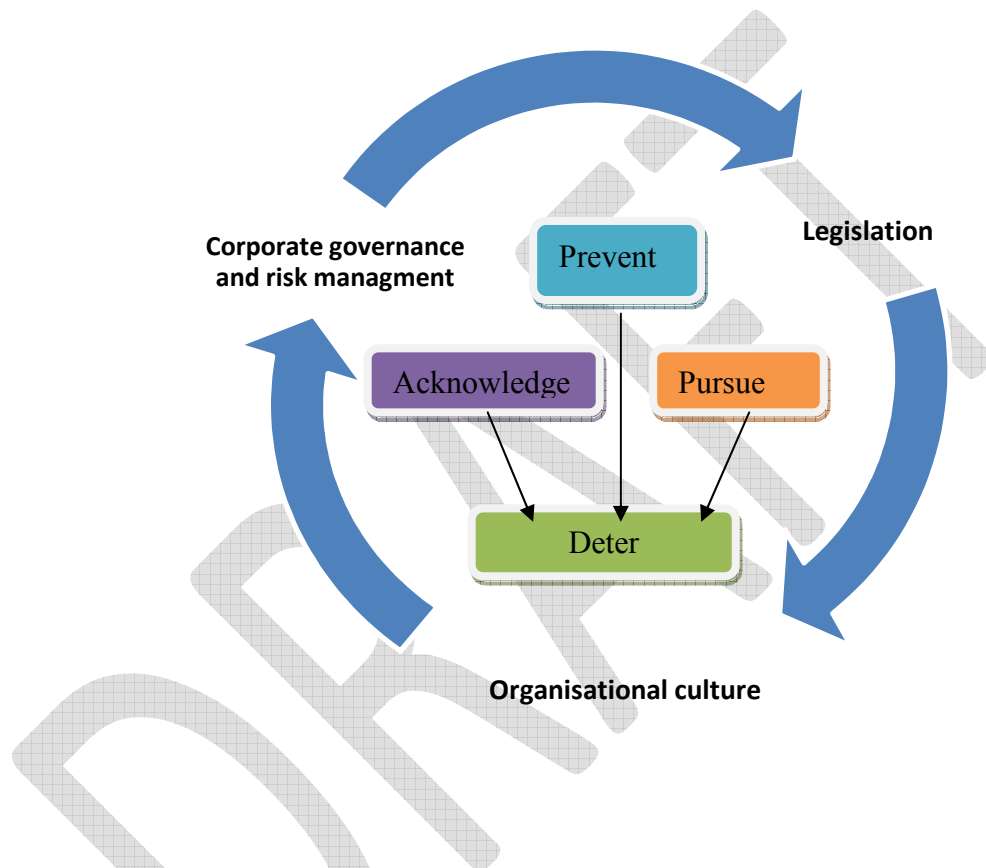 Legislation
Corporate governance
and risk managment
Prevent
Acknowledge
Pursue
Deter
Organisational culture
DRAFT